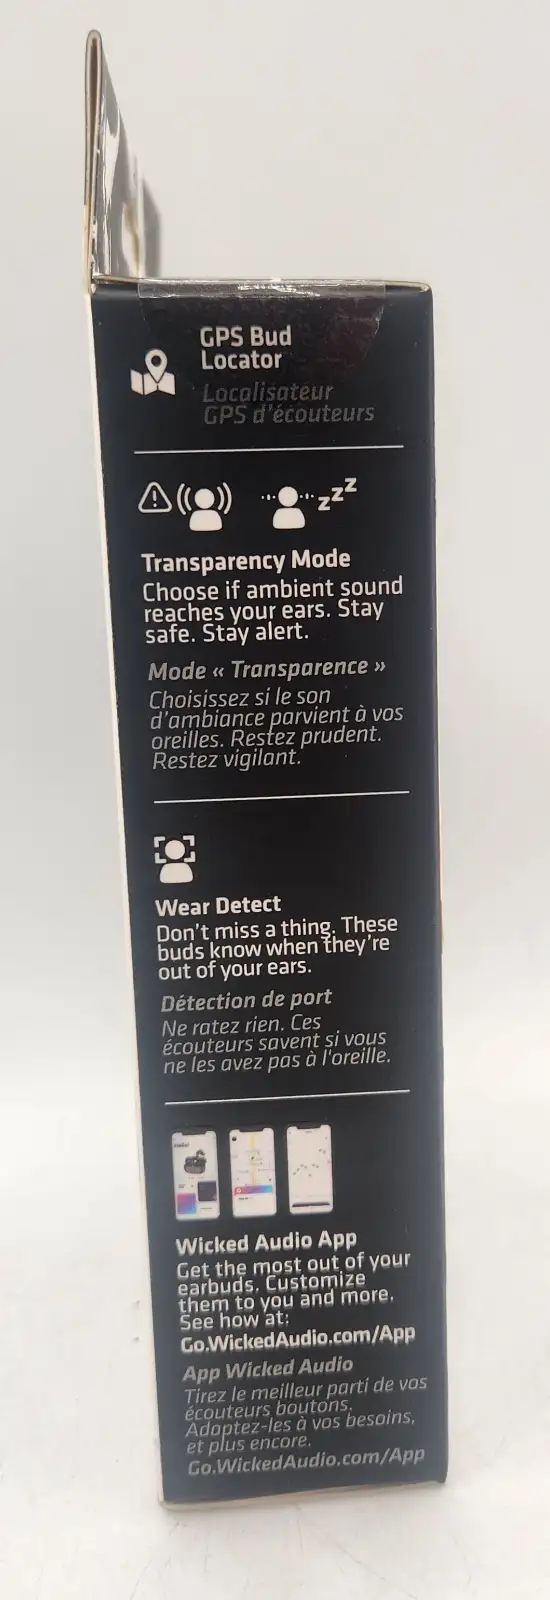 GPS Bud
Locator
Localisateur
GPS d'écouteurs
zzz
Transparency Mode
Choose if ambient sound
reaches your ears. Stay
safe. Stay alert.
Mode « Transparence »
Choisissez si le son
d'ambiance parvient à vos
oreilles. Restez prudent.
Restez vigilant.
Wear Detect
Don't miss a thing. These
buds know when they're
out of your ears.
Détection de port
Ne ratez rien. Ces
écouteurs savent si vous
ne les avez pas à l'oreille.
Hello!
Wicked Audio App
Get the most out of your
earbuds. Customize
them to you and more.
See how at:
Go.WickedAudio.com/App
App Wicked Audio
Tirez le meilleur parti de vos
écouteurs boutons.
Adaptez-les à vos besoins,
et plus encore.
Go.WickedAudio.com/App